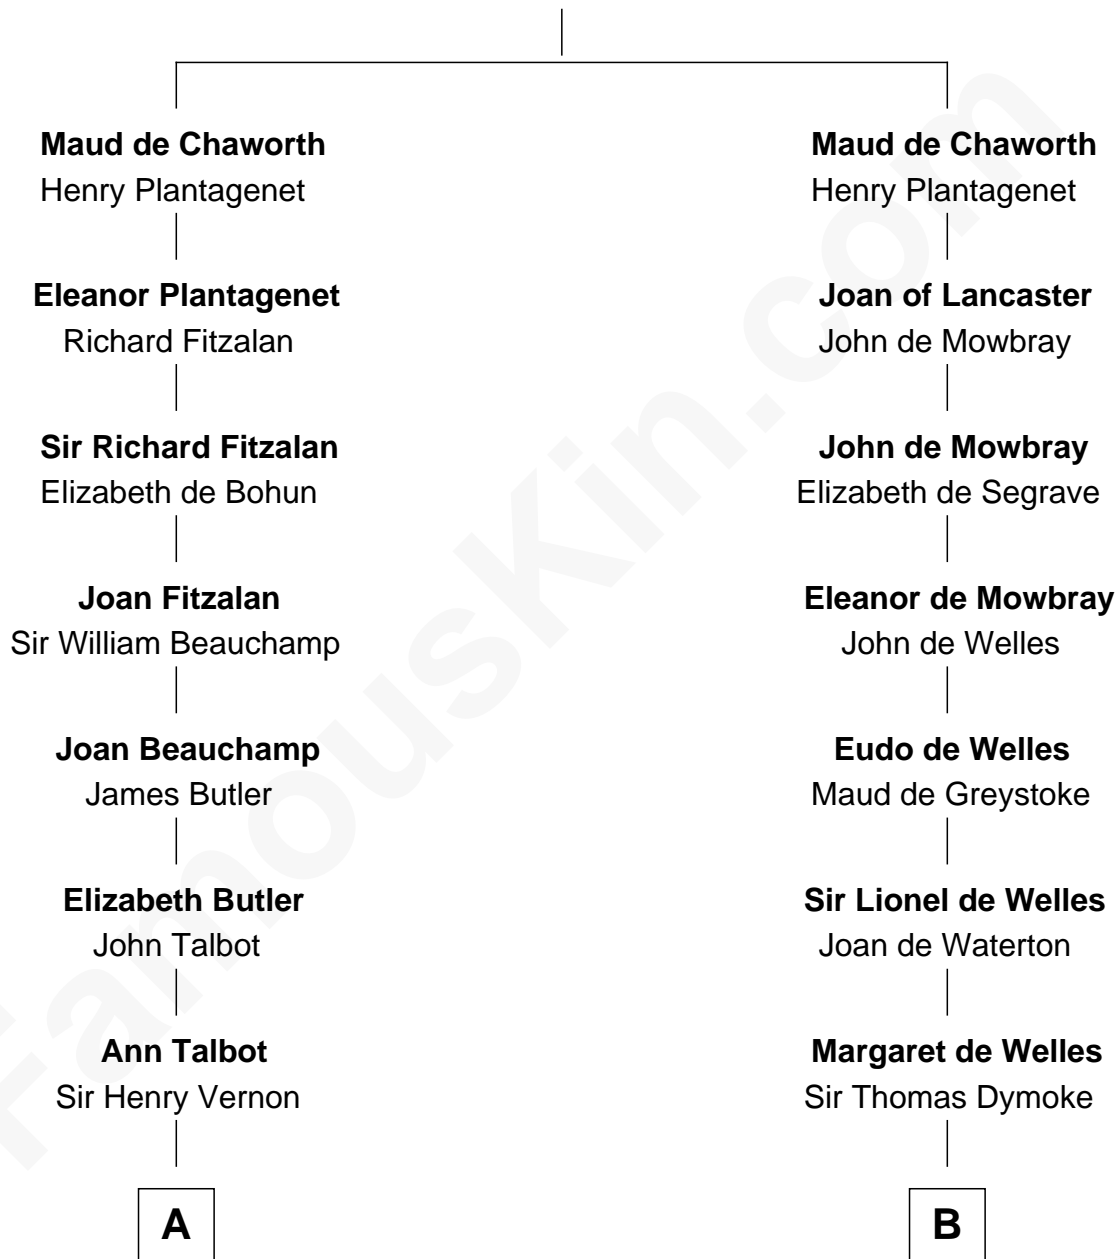 Maud de Chaworth
Henry Plantagenet
Eleanor Plantagenet
Richard Fitzalan
Sir Richard Fitzalan
Elizabeth de Bohun
Joan Fitzalan
Sir William Beauchamp
Joan Beauchamp
James Butler
Elizabeth Butler
John Talbot
Ann Talbot
Sir Henry Vernon
A
Maud de Chaworth
Henry Plantagenet
Joan of Lancaster
John de Mowbray
John de Mowbray
Elizabeth de Segrave
Eleanor de Mowbray
John de Welles
Eudo de Welles
Maud de Greystoke
Sir Lionel de Welles
Joan de Waterton
Margaret de Welles
Sir Thomas Dymoke
B
FamousKin.com